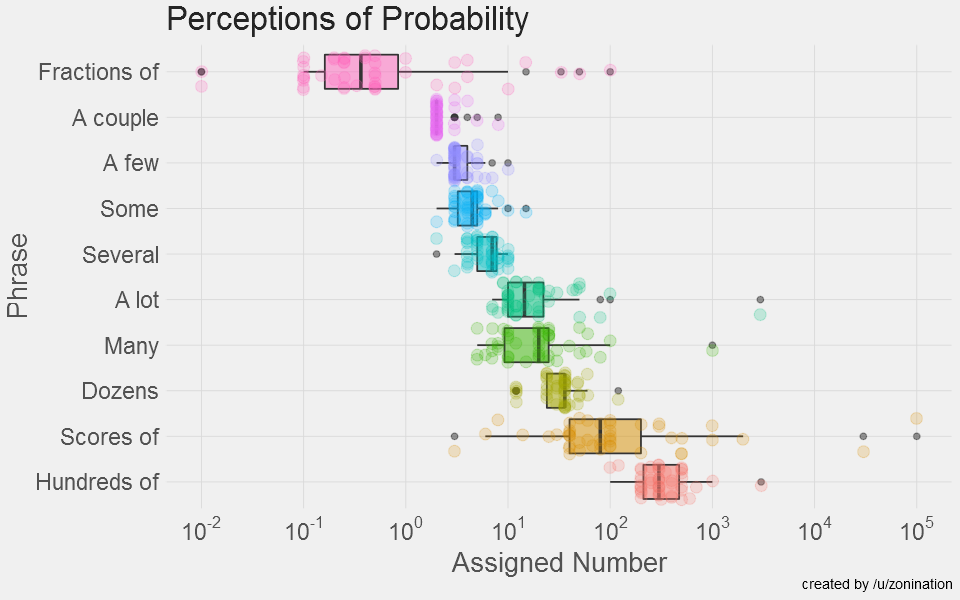 Perceptions of Probability
Phrase
Fractions of
A couple
A few
Some
Several
A lot
Many
Dozens
Scores of
Hundreds of
10^-2 10^-1 10^0 10^1 10^2 10^3 10^4 10^5
Assigned Number
created by /u/zonination